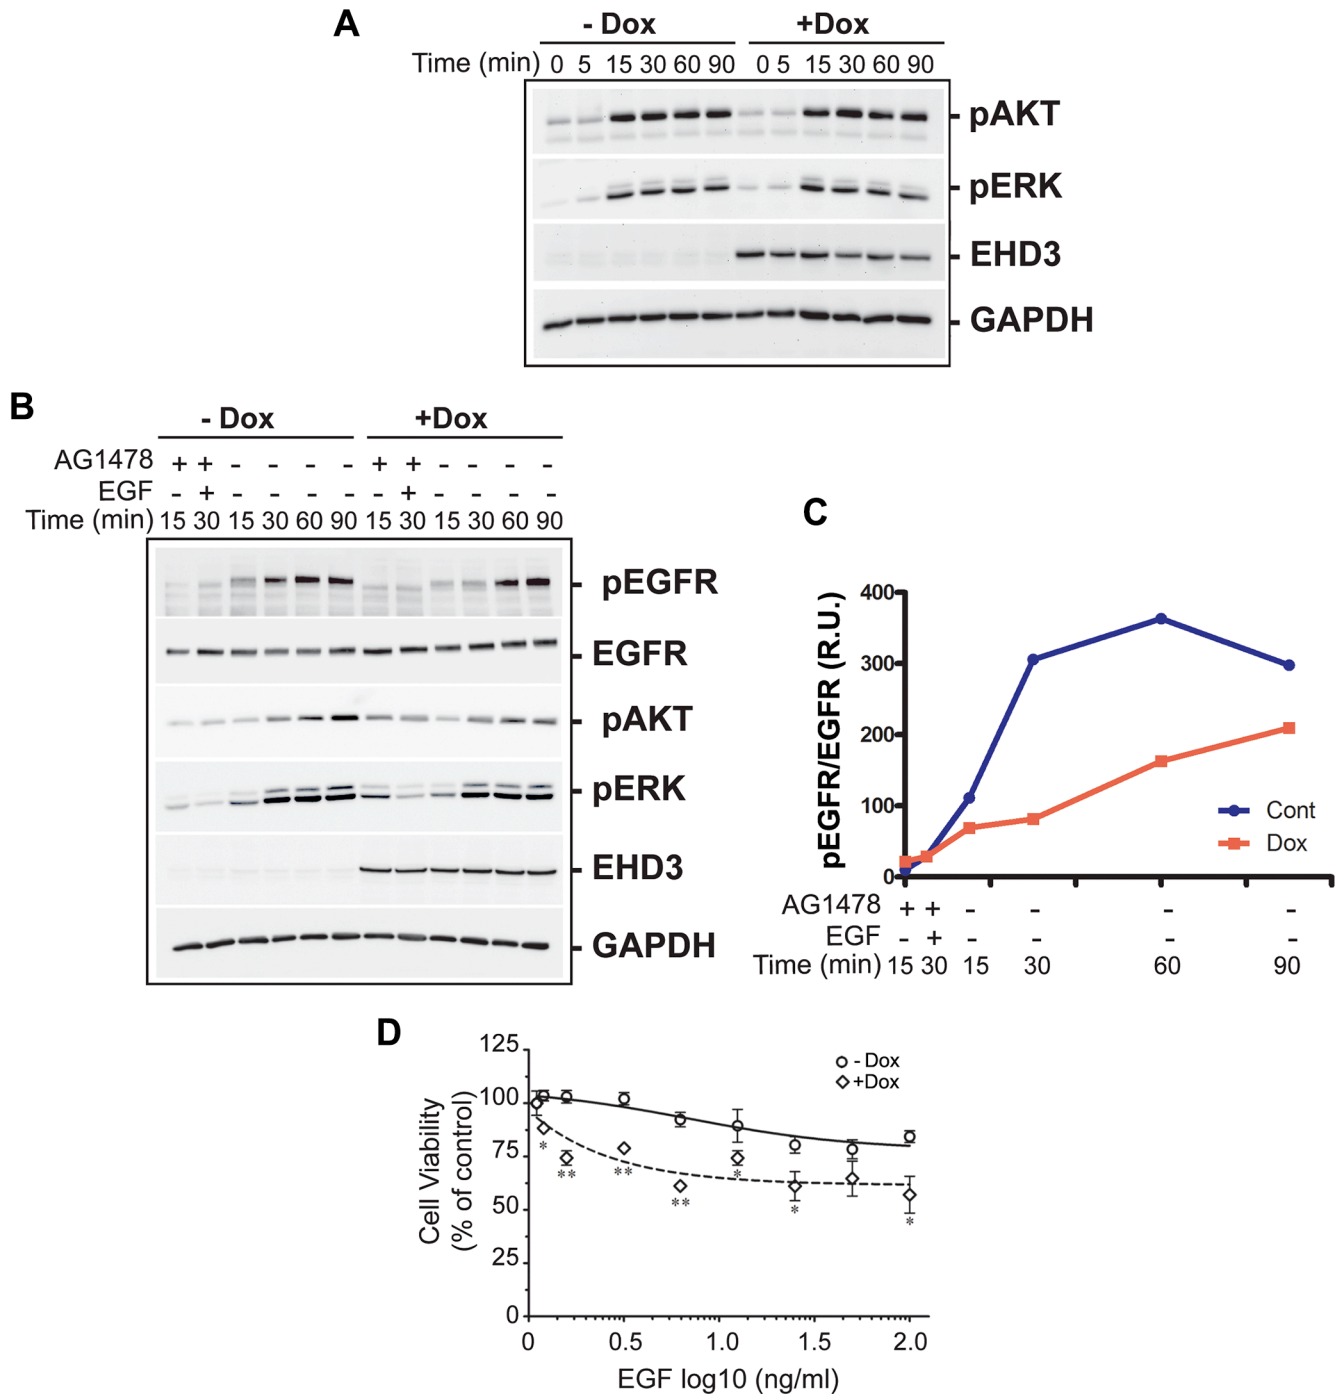 A
- Dox +Dox
Time (min) 0 5 15 30 60 90 0 5 15 30 60 90
pAKT
pERK
EHD3
GAPDH
B
- Dox +Dox
AG1478 + + - - - - + + - - - -
EGF - + - - - - - + - - - -
Time (min) 15 30 15 30 60 90 15 30 15 30 60 90
pEGFR
EGFR
pAKT
pERK
EHD3
GAPDH
C
pEGFR/EGFR (R.U.)
400
300
200
100
0
Cont
Dox
AG1478 + + - - - -
EGF - + - - - -
Time (min) 15 30 15 30 60 90
D
Cell Viability
(% of control)
125
100
75
50
25
0
- Dox
+Dox
* ** ** ** * * *
0 0.5 1.0 1.5 2.0
EGF log10 (ng/ml)